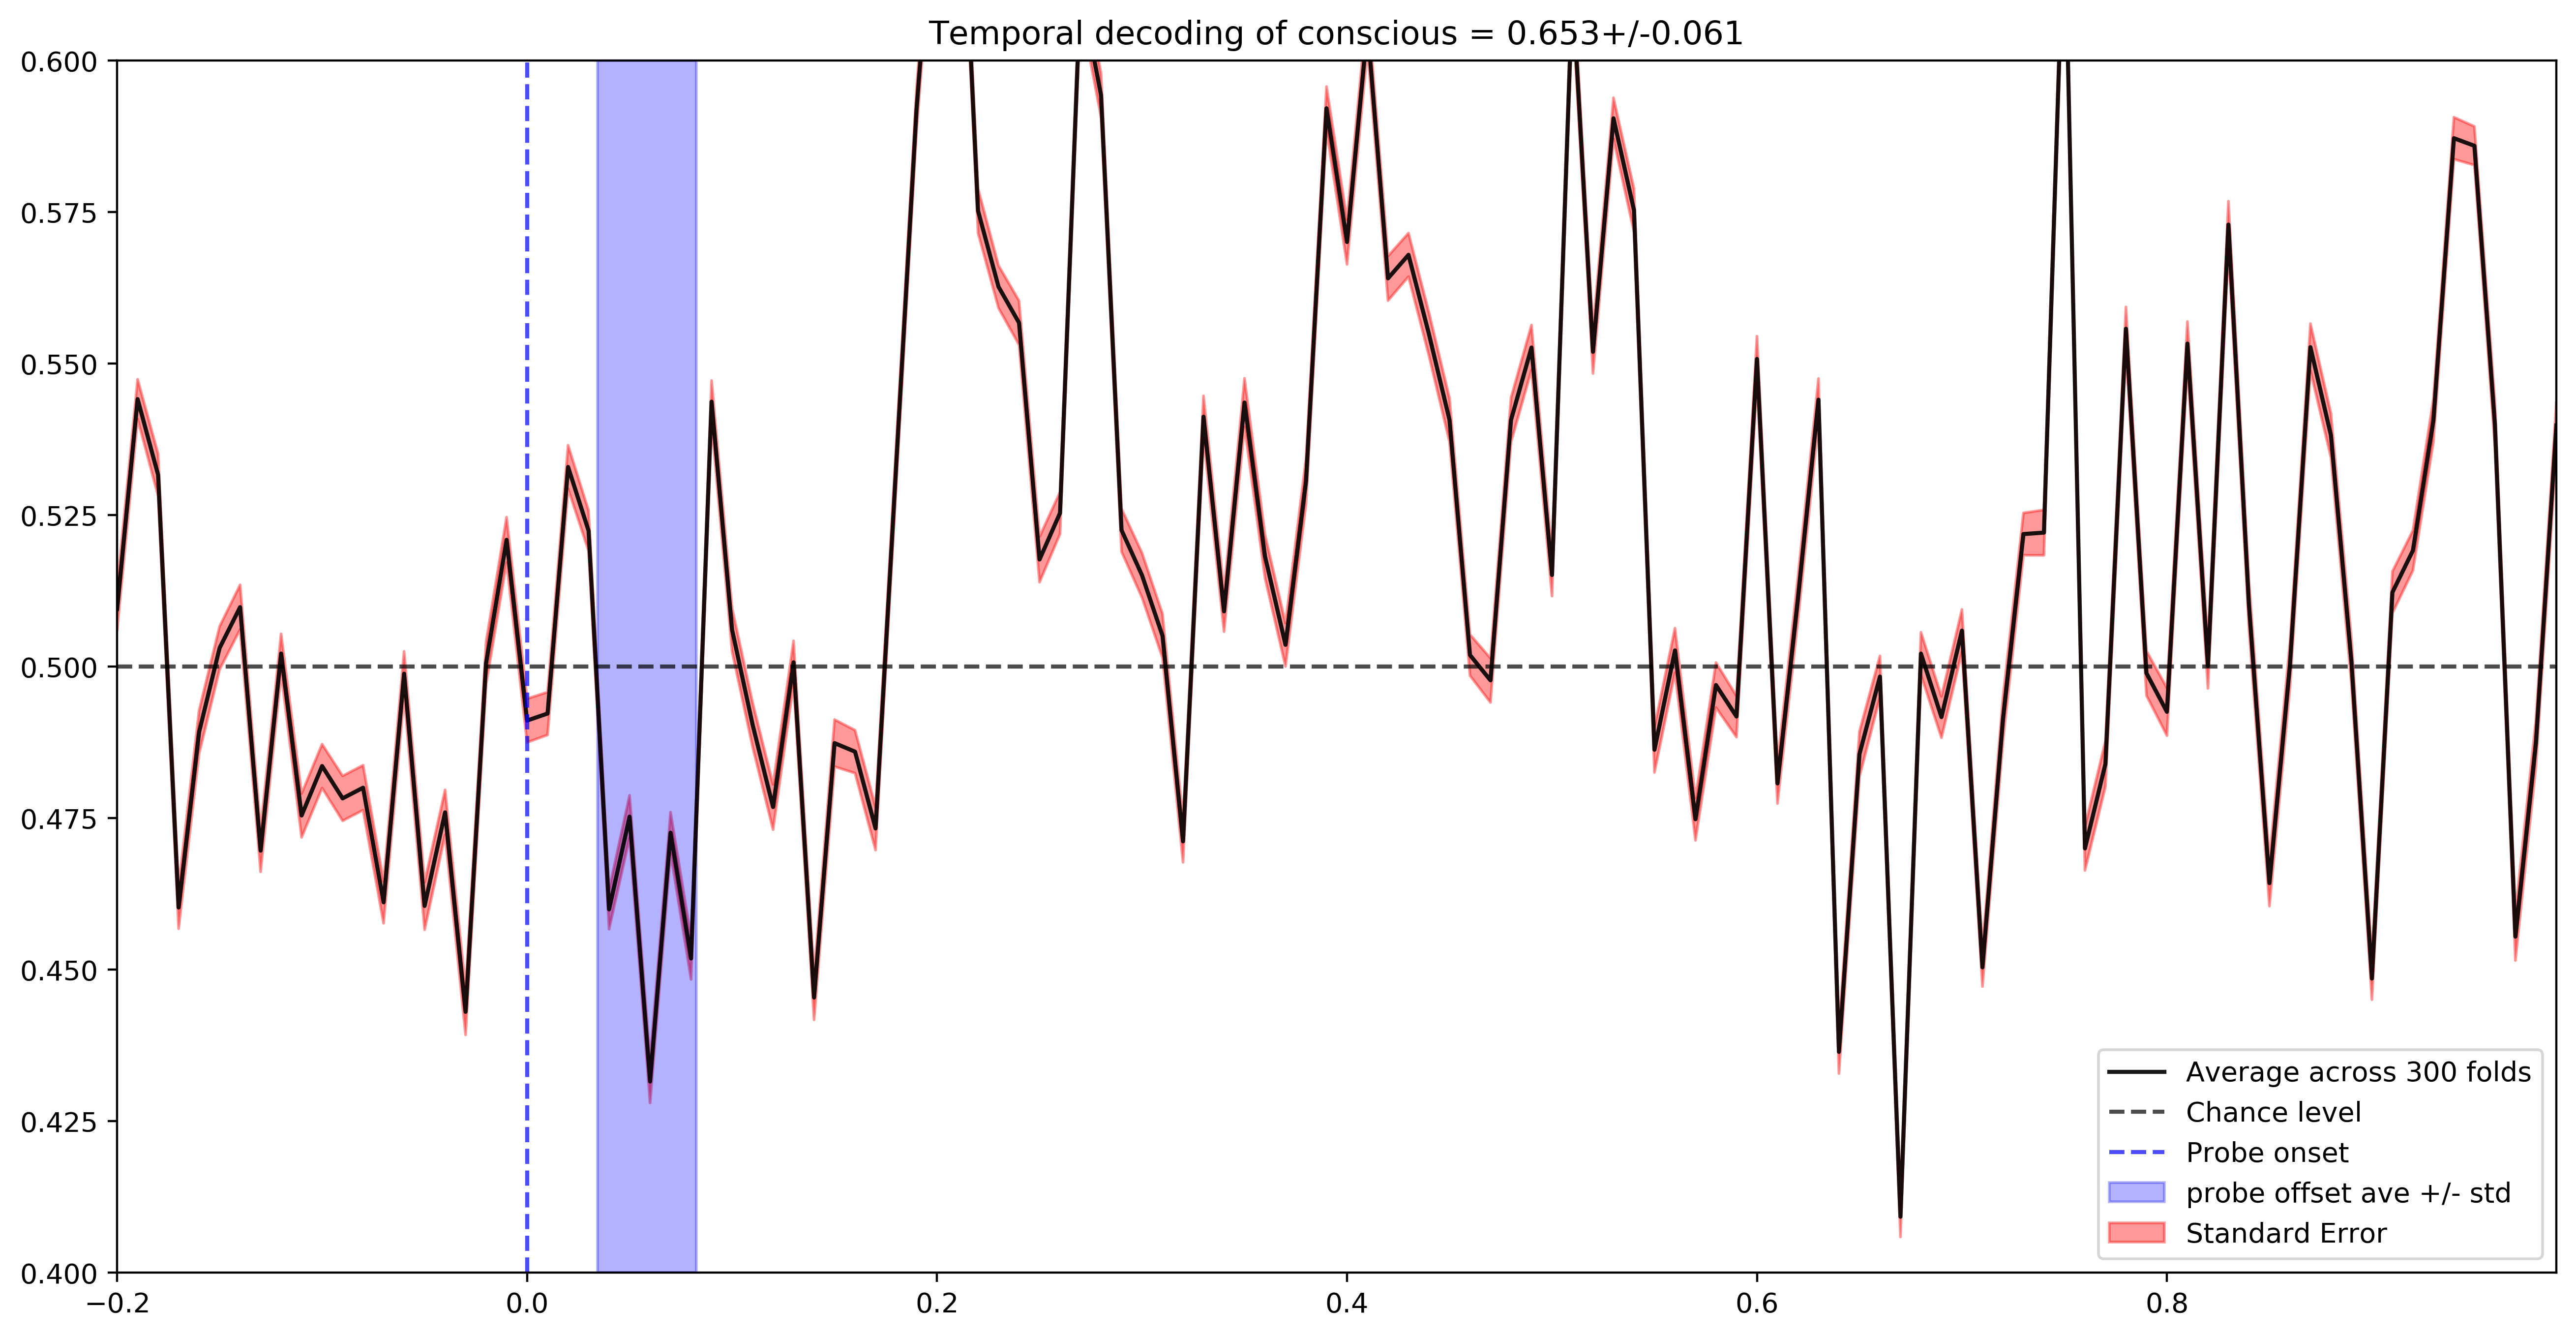 Temporal decoding of conscious = 0.653+/-0.061
0.600
0.575
0.550
0.525
0.500
0.475
0.450
0.425
0.400
−0.2
0.0
0.2
0.4
0.6
0.8
Average across 300 folds
Chance level
Probe onset
probe offset ave +/- std
Standard Error